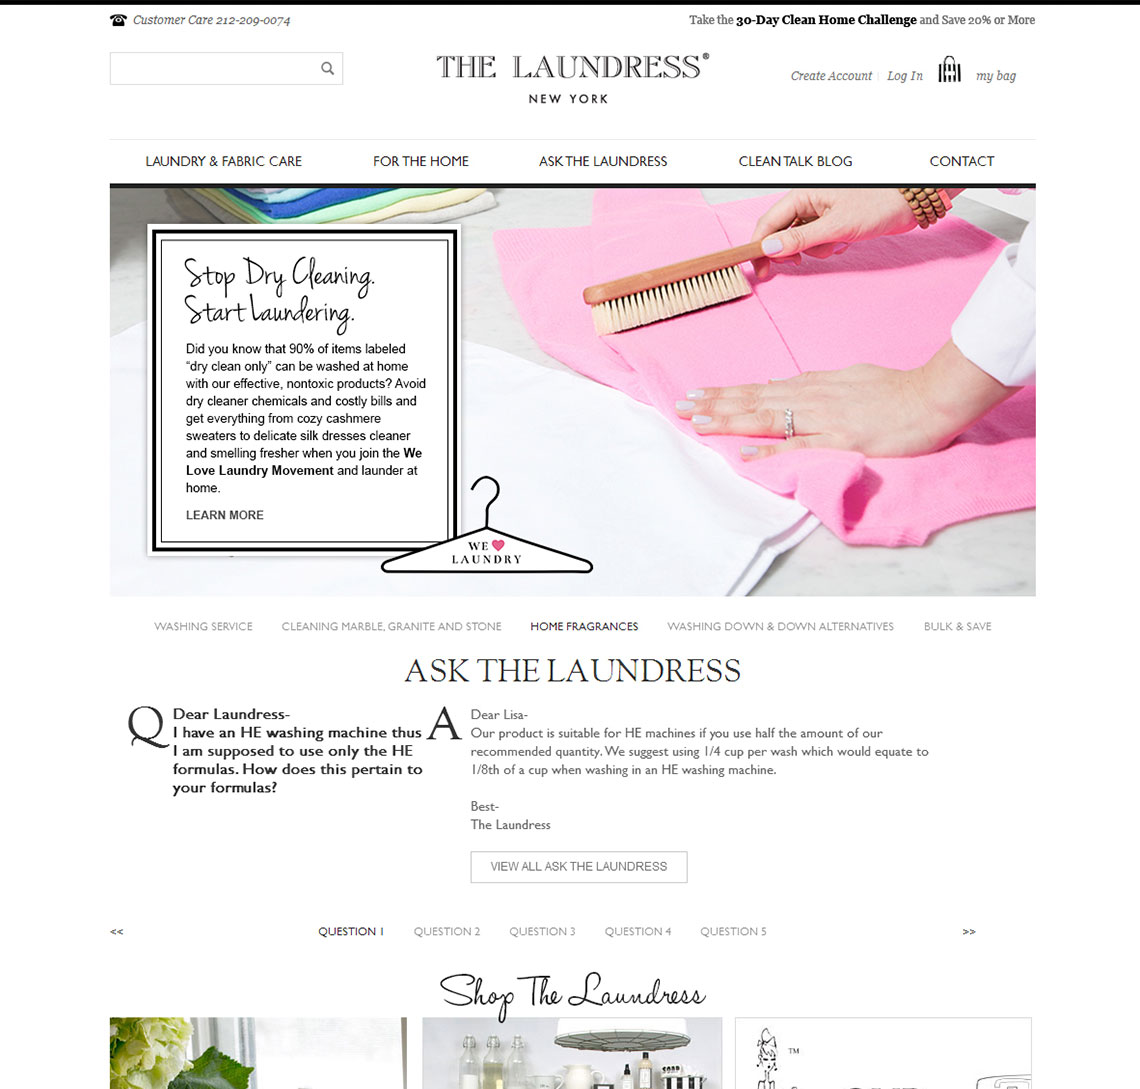 Customer Care 212-209-0074
Take the 30-Day Clean Home Challenge and Save 20% or More
THE LAUNDRESS®
NEW YORK
Create Account | Log In
my bag
LAUNDRY & FABRIC CARE
FOR THE HOME
ASK THE LAUNDRESS
CLEAN TALK BLOG
CONTACT
Stop Dry Cleaning.
Start Laundering.
Did you know that 90% of items labeled
“dry clean only” can be washed at home
with our effective, nontoxic products? Avoid
dry cleaner chemicals and costly bills and
get everything from cozy cashmere
sweaters to delicate silk dresses cleaner
and smelling fresher when you join the We
Love Laundry Movement and launder at
home.
LEARN MORE
WE
LAUNDRY
WASHING SERVICE
CLEANING MARBLE, GRANITE AND STONE
HOME FRAGRANCES
WASHING DOWN & DOWN ALTERNATIVES
BULK & SAVE
ASK THE LAUNDRESS
Q
Dear Laundress-
I have an HE washing machine thus
I am supposed to use only the HE
formulas. How does this pertain to
your formulas?
A
Dear Lisa-
Our product is suitable for HE machines if you use half the amount of our
recommended quantity. We suggest using 1/4 cup per wash which would equate to
1/8th of a cup when washing in an HE washing machine.
Best-
The Laundress
VIEW ALL ASK THE LAUNDRESS
<<
QUESTION 1
QUESTION 2
QUESTION 3
QUESTION 4
QUESTION 5
>>
Shop The Laundress
TM